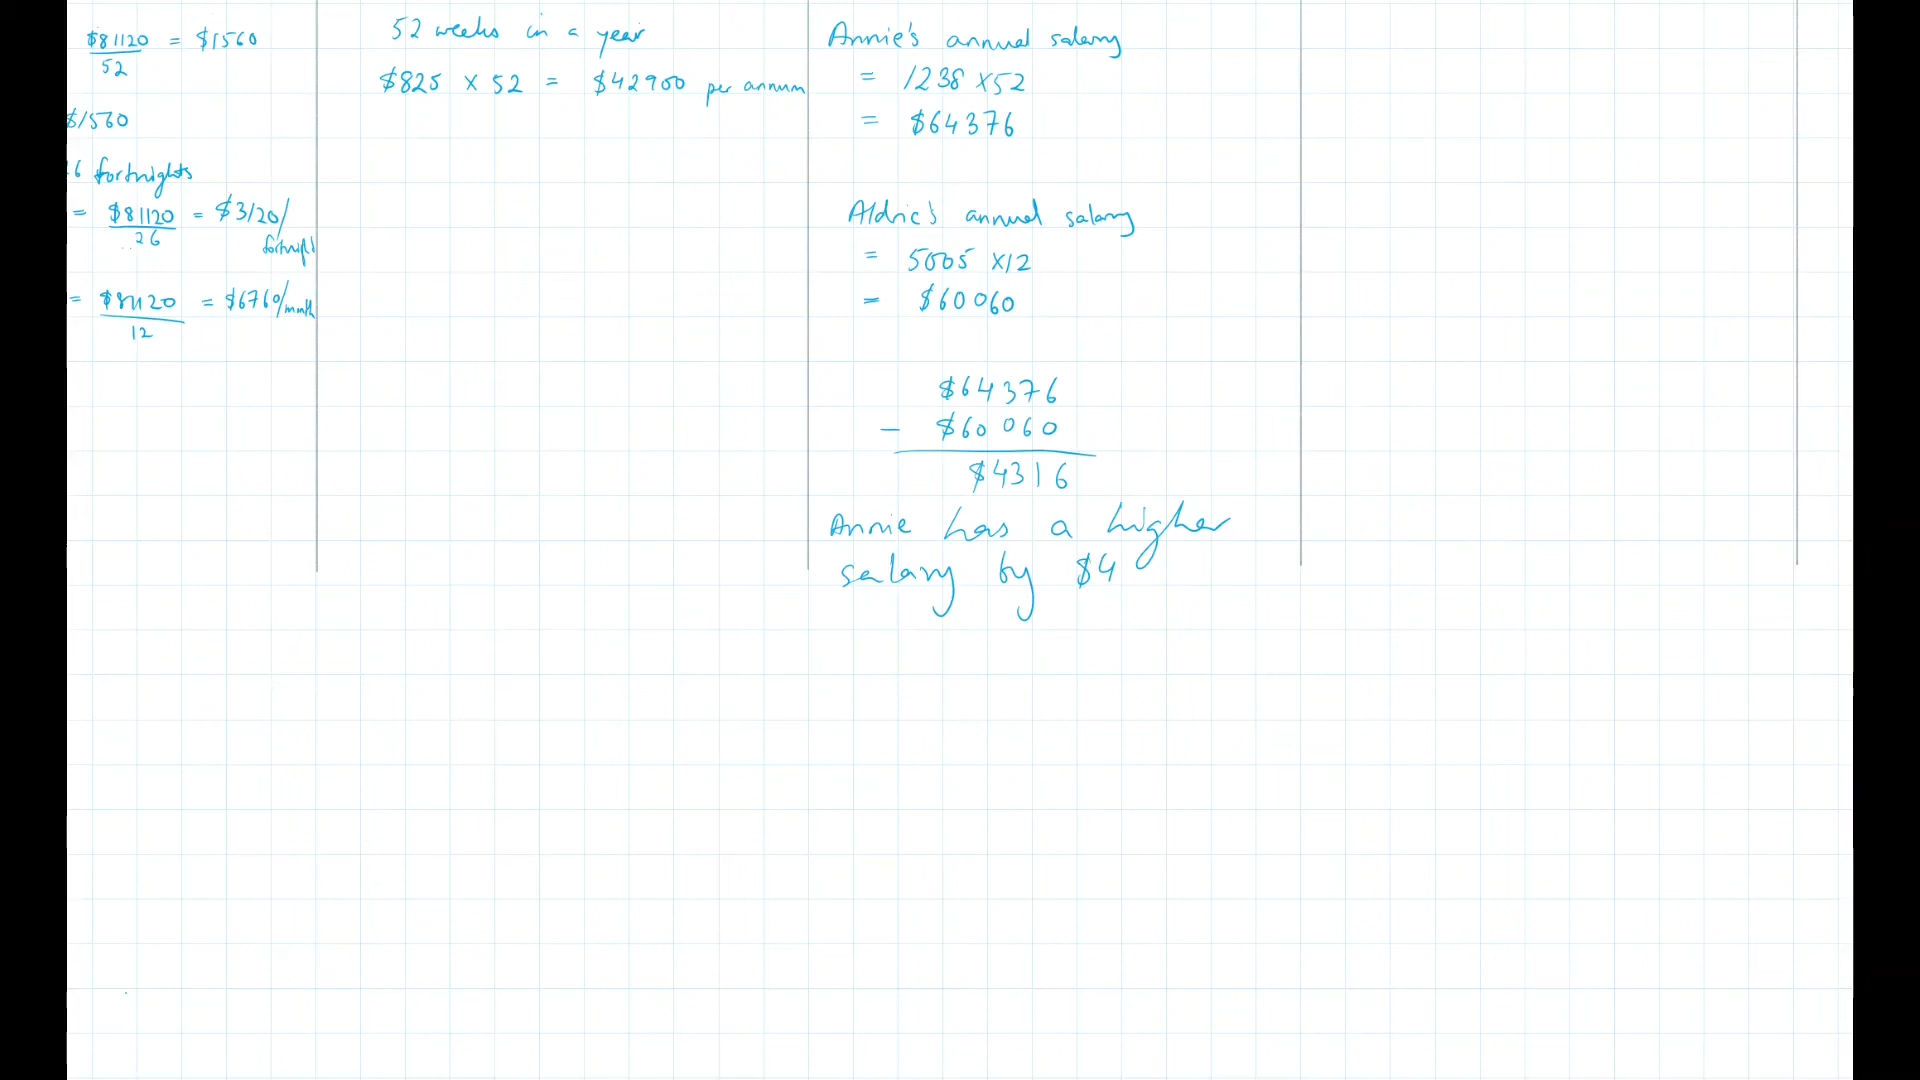 $81120 = $1560
52
$1560
6 fortnights
= $81120 = $3120/
26
fortnight
= $81120 = $6760/month
12
52 weeks in a year
$825 x 52 = $42900 per annum
Annie's annual salary
= 1238 x52
= $64376
Aldric's annual salary
= 5005 x12
= $60060
$64376
- $60060
$4316
Annie has a higher
salary by $4